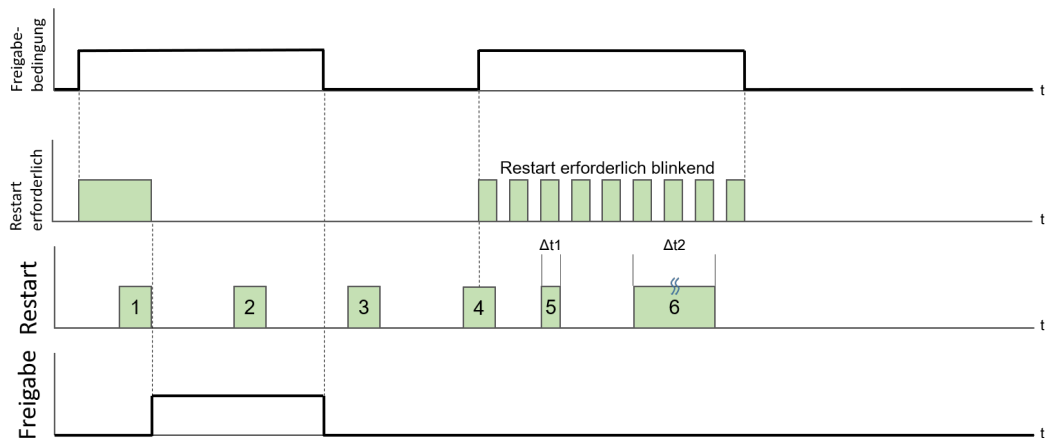 Freigabe-
bedingung
t
Restart
erforderlich
Restart erforderlich blinkend
t
Δt1
Δt2
Restart
1
2
3
4
5
6
t
Freigabe
t